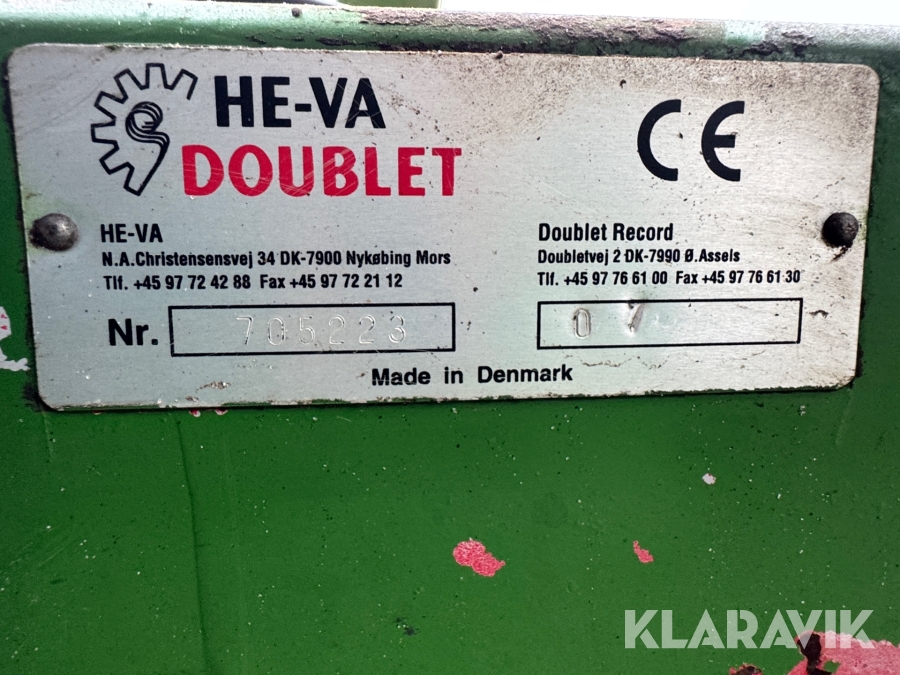 HE-VA
DOUBLET
CE
HE-VA
N.A.Christensensvej 34 DK-7900 Nykøbing Mors
Tlf. +45 97 72 42 88 Fax +45 97 72 21 12
Doublet Record
Doubletvej 2 DK-7990 Ø.Assels
Tlf. +45 97 76 61 00 Fax +45 97 76 61 30
Nr. 705223
07
Made in Denmark
KLARAVIK